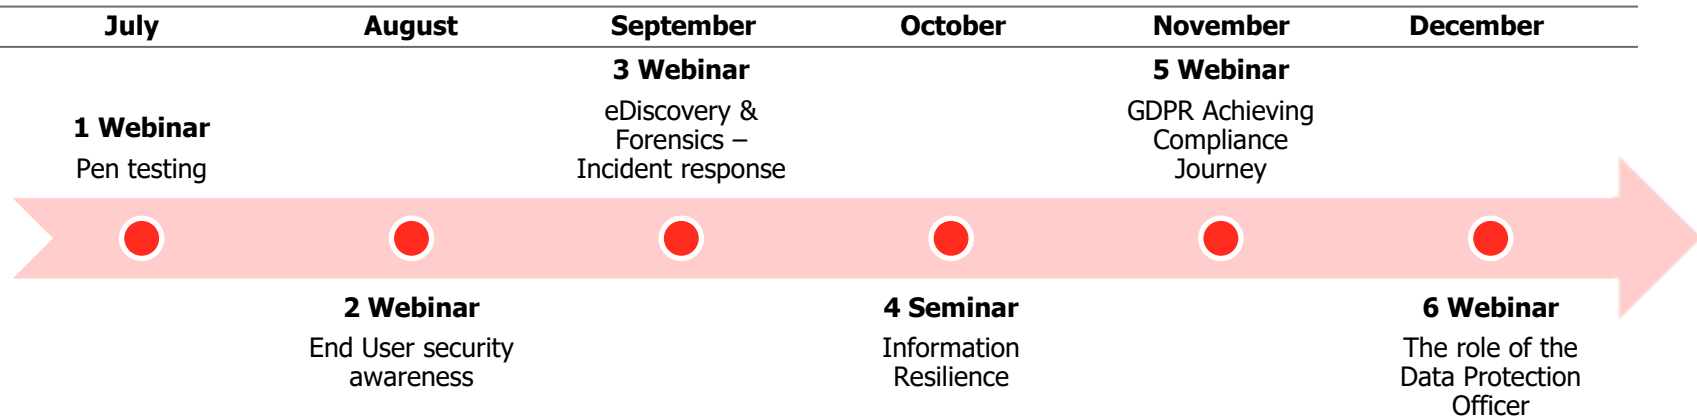 July August September October November December
1 Webinar
Pen testing
2 Webinar
End User security
awareness
3 Webinar
eDiscovery &
Forensics –
Incident response
4 Seminar
Information
Resilience
5 Webinar
GDPR Achieving
Compliance
Journey
6 Webinar
The role of the
Data Protection
Officer